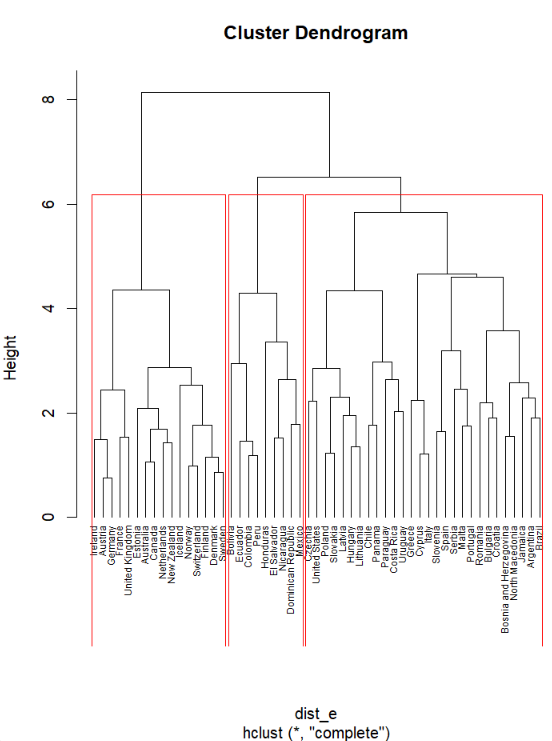 Cluster Dendrogram
Height
8
6
4
2
0
Ireland
Austria
Germany
France
United Kingdom
Estonia
Australia
Canada
Netherlands
New Zealand
Iceland
Norway
Switzerland
Finland
Denmark
Sweden
Bolivia
Ecuador
Colombia
Peru
Honduras
El Salvador
Nicaragua
Dominican Republic
Mexico
Czechia
United States
Poland
Slovakia
Latvia
Hungary
Lithuania
Chile
Panama
Paraguay
Costa Rica
Uruguay
Greece
Cyprus
Italy
Slovenia
Spain
Serbia
Malta
Portugal
Romania
Bulgaria
Croatia
Bosnia and Herzegovina
North Macedonia
Jamaica
Argentina
Brazil
dist_e
hclust (*, "complete")